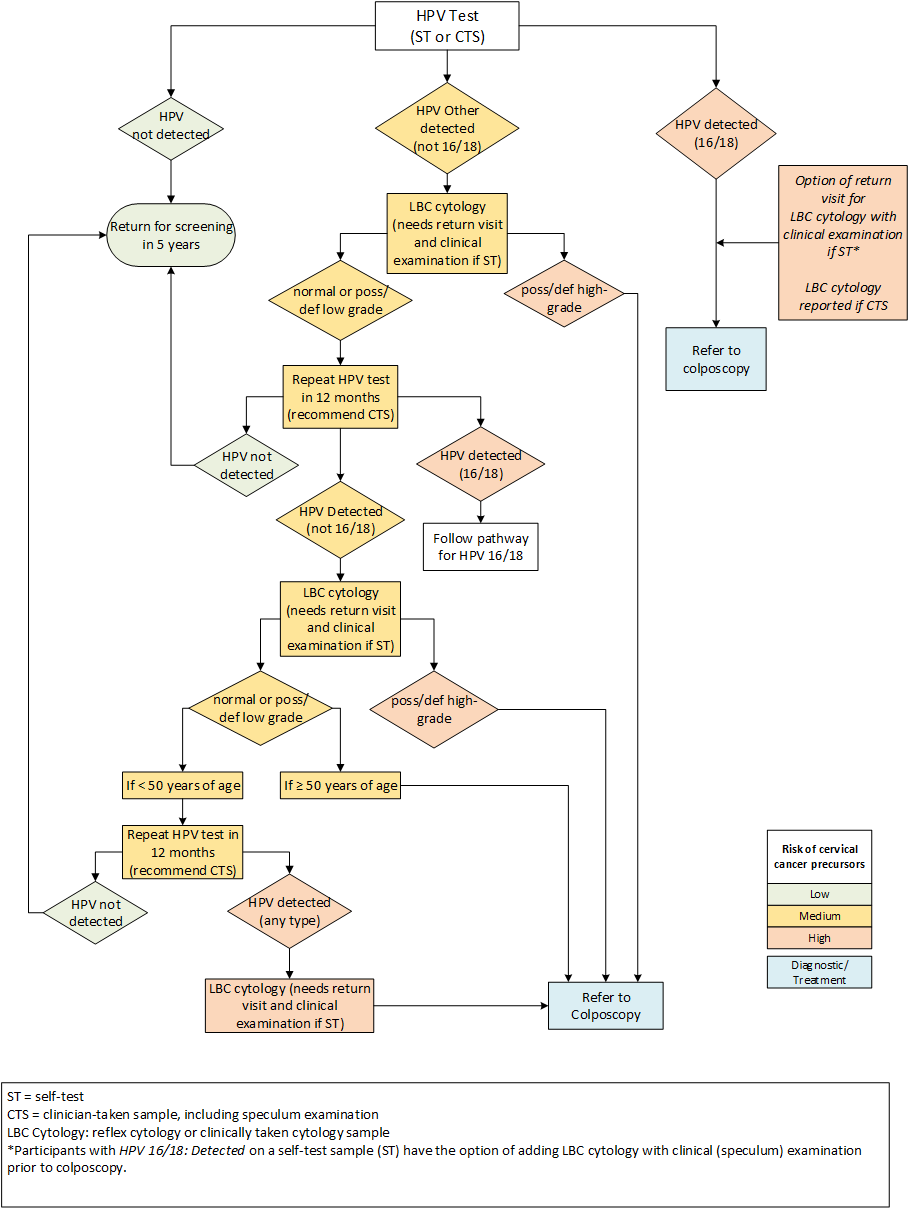 HPV Test
(ST or CTS)
HPV
not detected
HPV Other
detected
(not 16/18)
HPV detected
(16/18)
Option of return
visit for
LBC cytology with
clinical examination
if ST*
LBC cytology
reported if CTS
Return for screening
in 5 years
LBC cytology
(needs return visit
and clinical
examination if ST)
normal or poss/
def low grade
poss/def high-
grade
Refer to
colposcopy
Repeat HPV test
in 12 months
(recommend CTS)
HPV not
detected
HPV detected
(16/18)
HPV Detected
(not 16/18)
Follow pathway
for HPV 16/18
LBC cytology
(needs return visit
and clinical
examination if ST)
normal or poss/
def low grade
poss/def high-
grade
If < 50 years of age
If ≥ 50 years of age
Repeat HPV test in
12 months
(recommend CTS)
HPV not
detected
HPV detected
(any type)
LBC cytology (needs return
visit and clinical
examination if ST)
Refer to
Colposcopy
Risk of cervical
cancer precursors
Low
Medium
High
Diagnostic/
Treatment
ST = self-test
CTS = clinician-taken sample, including speculum examination
LBC Cytology: reflex cytology or clinically taken cytology sample
*Participants with HPV 16/18: Detected on a self-test sample (ST) have the option of adding LBC cytology with clinical (speculum) examination
prior to colposcopy.